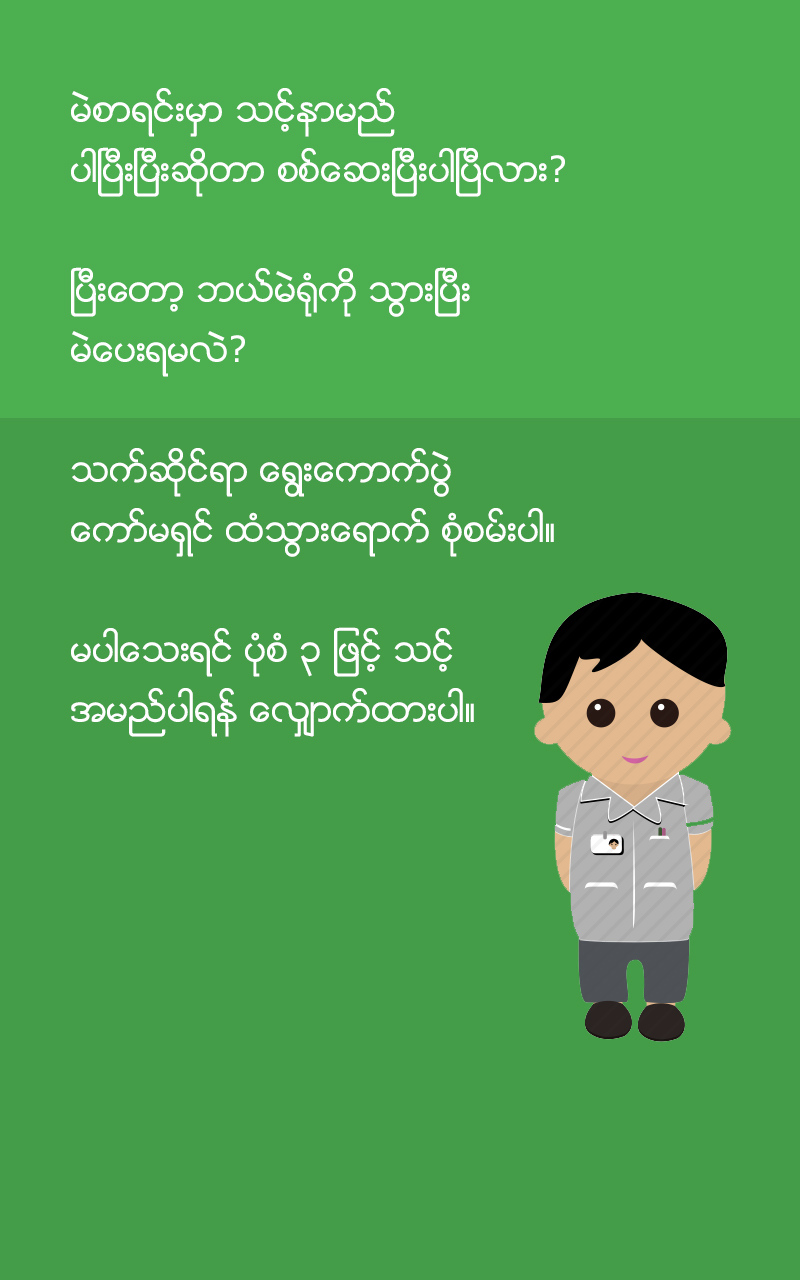 မဲစာရင်းမှာ သင့်နာမည်
ပါပြီးပြီးဆိုတာ စစ်ဆေးပြီးပါပြီလား?
ပြီးတော့ ဘယ်မဲရုံကို သွားပြီး
မဲပေးရမလဲ?
သက်ဆိုင်ရာ ရွေးကောက်ပွဲ
ကော်မရှင် ထံသွားရောက် စုံစမ်းပါ။
မပါသေးရင် ပုံစံ ၃ ဖြင့် သင့်
အမည်ပါရန် လျှောက်ထားပါ။